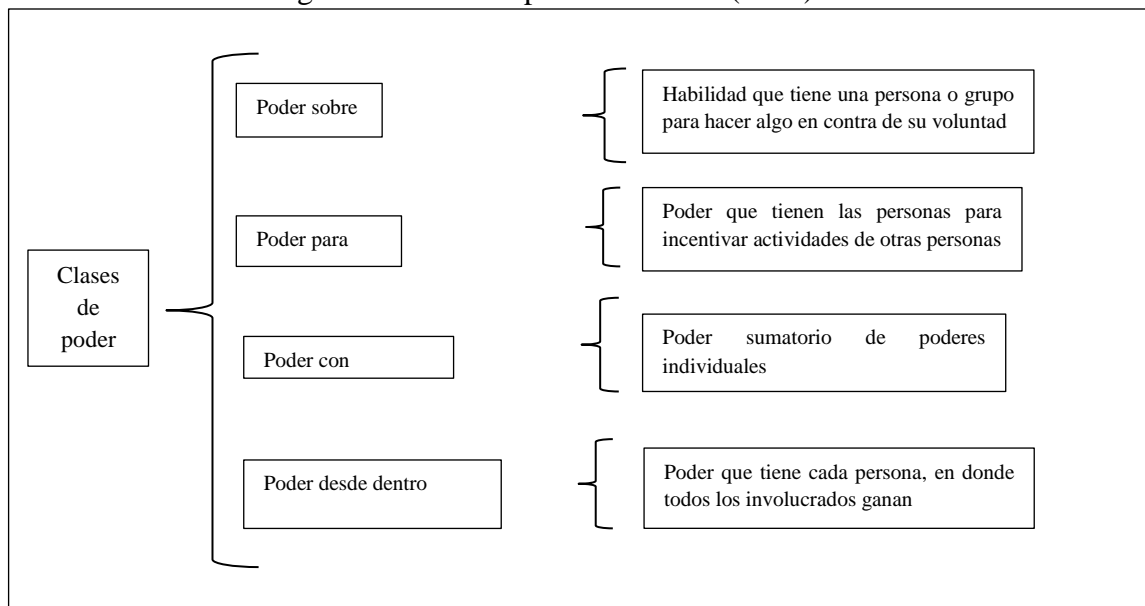 Poder sobre
Habilidad que tiene una persona o grupo
para hacer algo en contra de su voluntad
Poder para
Poder que tienen las personas para
incentivar actividades de otras personas
Clases
de
poder
Poder con
Poder sumatorio de poderes
individuales
Poder desde dentro
Poder que tiene cada persona, en donde
todos los involucrados ganan